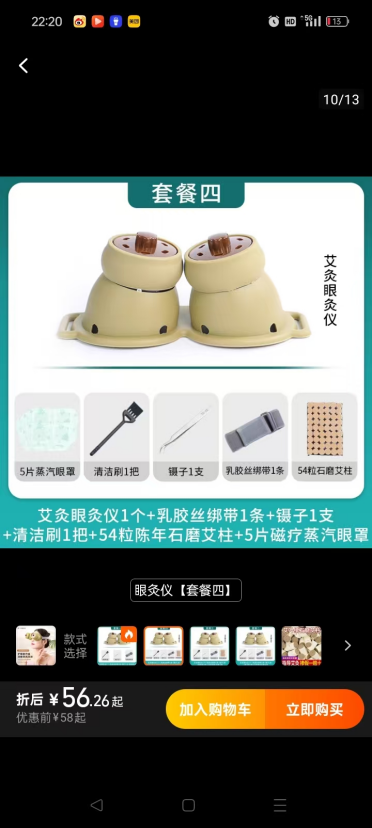 22:20
HD
5G
13
10/13
套餐四
艾灸眼灸仪
5片蒸汽眼罩
清洁刷1把
镊子1支
乳胶丝绑带1条
54粒石磨艾柱
艾灸眼灸仪1个+乳胶丝绑带1条+镊子1支
+清洁刷1把+54粒陈年石磨艾柱+5片磁疗蒸汽眼罩
眼灸仪【套餐四】
款式
选择
折后 ¥56.26起
优惠前¥58起
加入购物车
立即购买